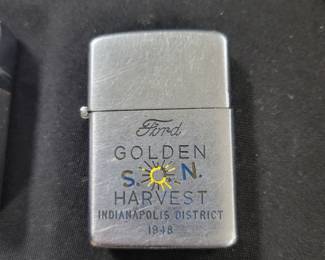 Ford
GOLDEN
S.O.N.
HARVEST
INDIANAPOLIS DISTRICT
1948